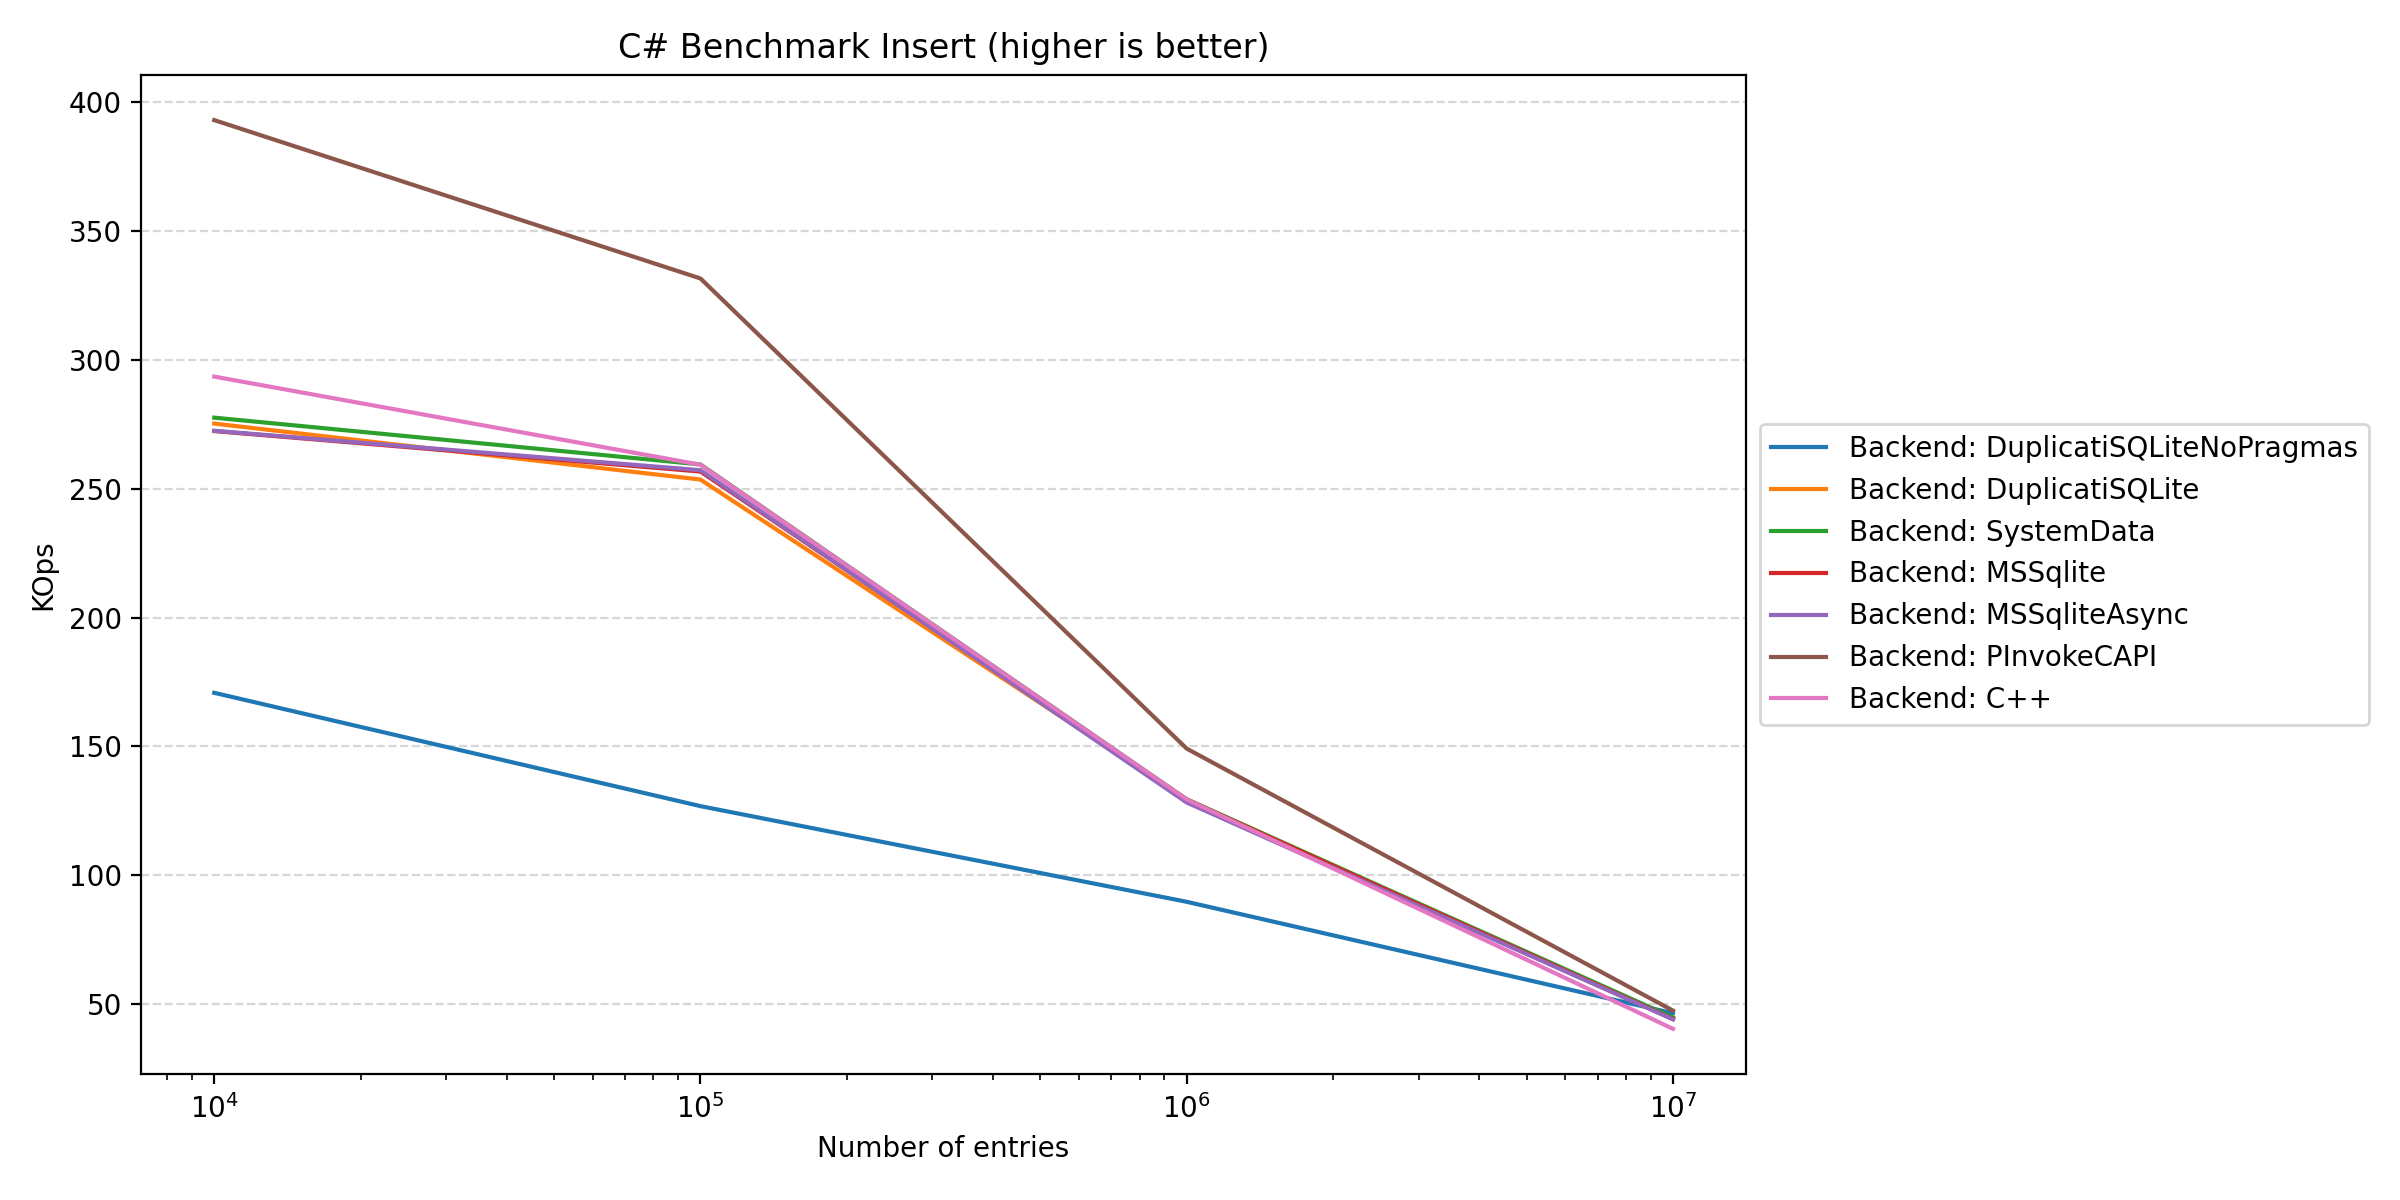 C# Benchmark Insert (higher is better)
KOps
400
350
300
250
200
150
100
50
10⁴ 10⁵ 10⁶ 10⁷
Number of entries
Backend: DuplicatiSQLiteNoPragmas
Backend: DuplicatiSQLite
Backend: SystemData
Backend: MSSqlite
Backend: MSSqliteAsync
Backend: PInvokeCAPI
Backend: C++